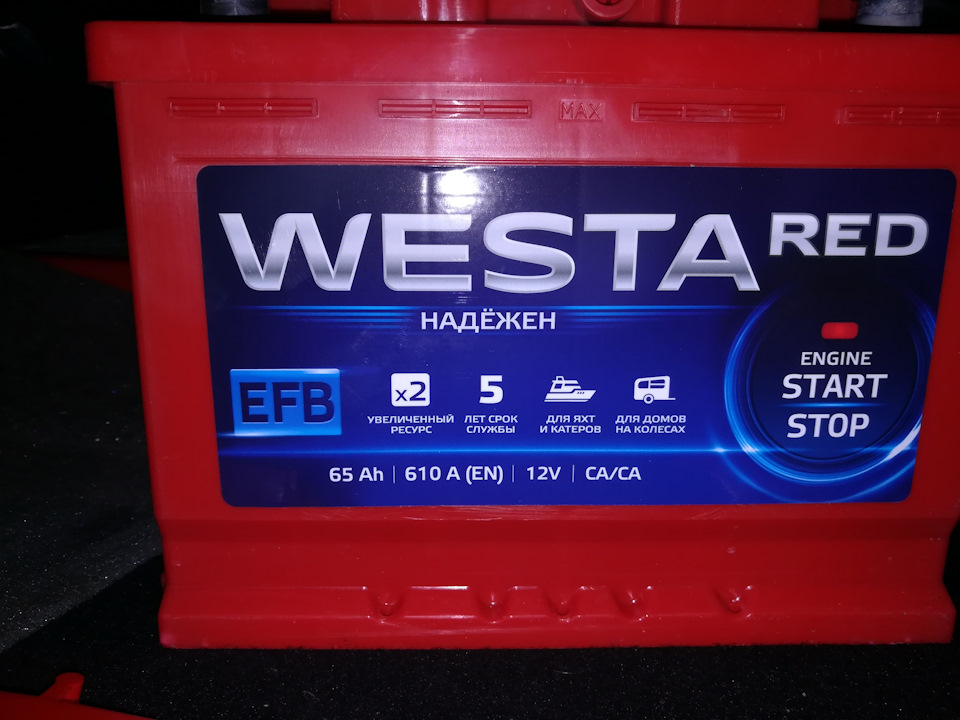 MAX
WESTA RED
НАДЁЖЕН
EFB
x2
УВЕЛИЧЕННЫЙ
РЕСУРС
5
ЛЕТ СРОК
СЛУЖБЫ
ДЛЯ ЯХТ
И КАТЕРОВ
ДЛЯ ДОМОВ
НА КОЛЕСАХ
ENGINE
START
STOP
65 Ah | 610 A (EN) | 12V | CA/CA